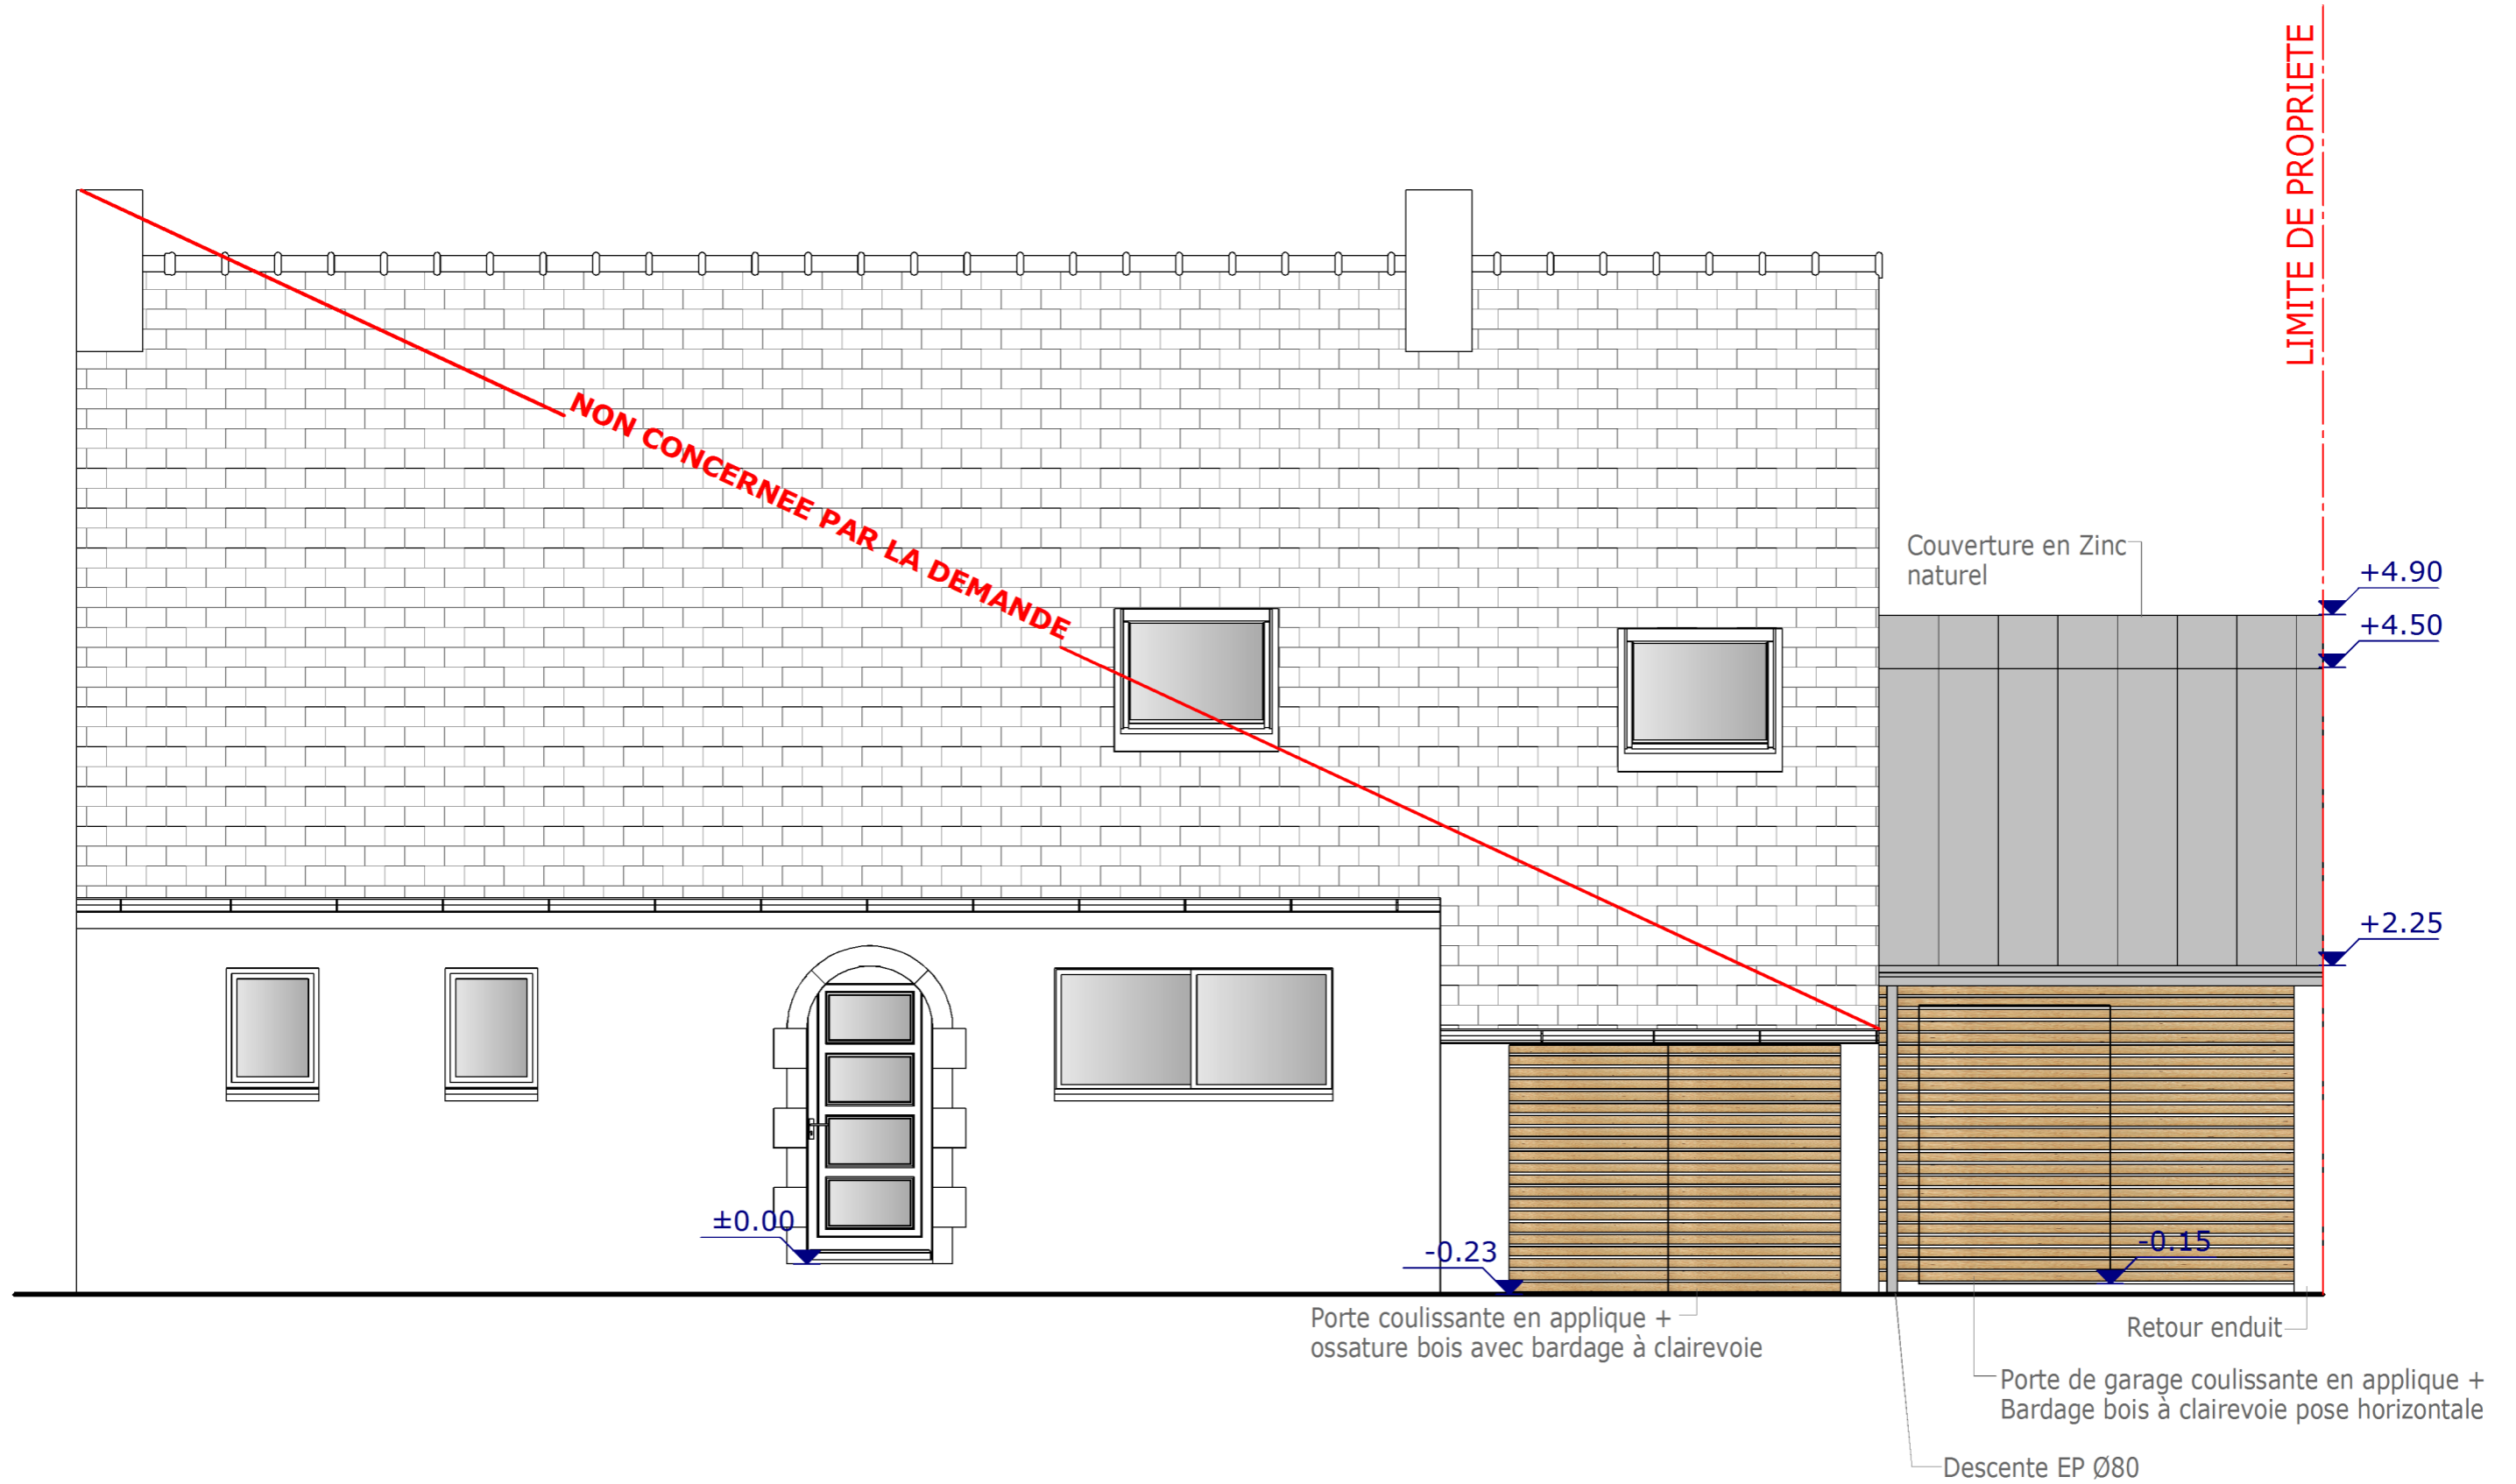 LIMITE DE PROPRIETE
NON CONCERNEE PAR LA DEMANDE
Couverture en Zinc
naturel
+4.90
+4.50
+2.25
±0.00
-0.23
-0.15
Porte coulissante en applique +
ossature bois avec bardage à clairevoie
Retour enduit
Porte de garage coulissante en applique +
Bardage bois à clairevoie pose horizontale
Descente EP Ø80